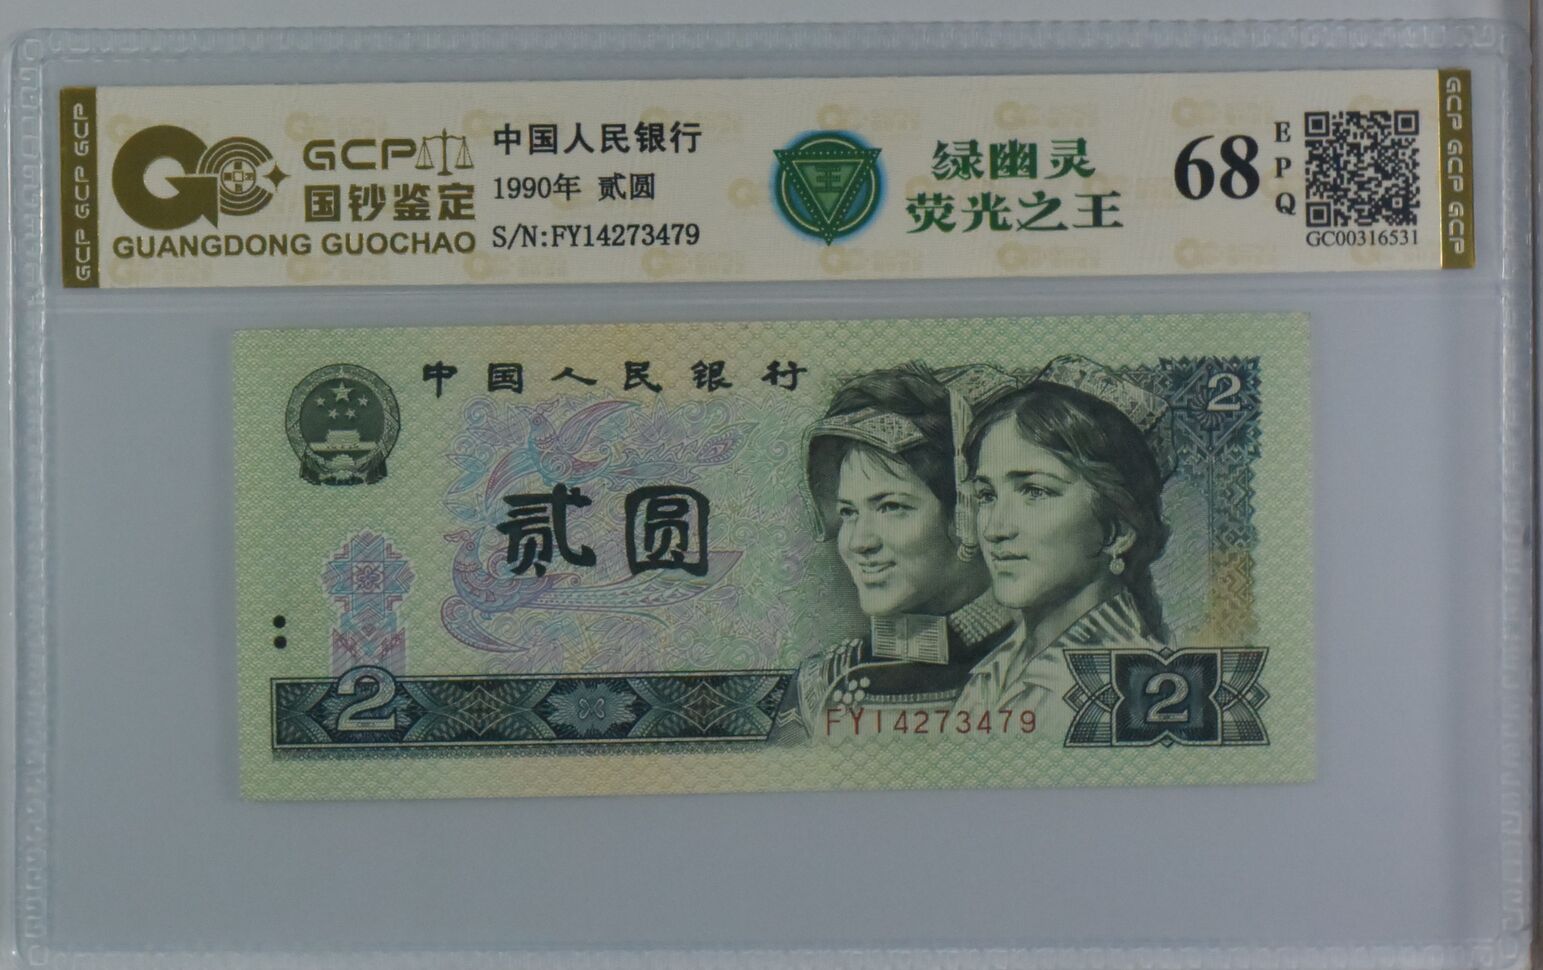 GCP GCP GCP
GCP
国钞鉴定
GUANGDONG GUOCHAO
中国人民银行
1990年 贰圆
S/N:FY14273479
王
绿幽灵
荧光之王
68
EPQ
GC00316531
GCP GCP GCP
中国人民银行
2
贰圆
2
FY14273479
2